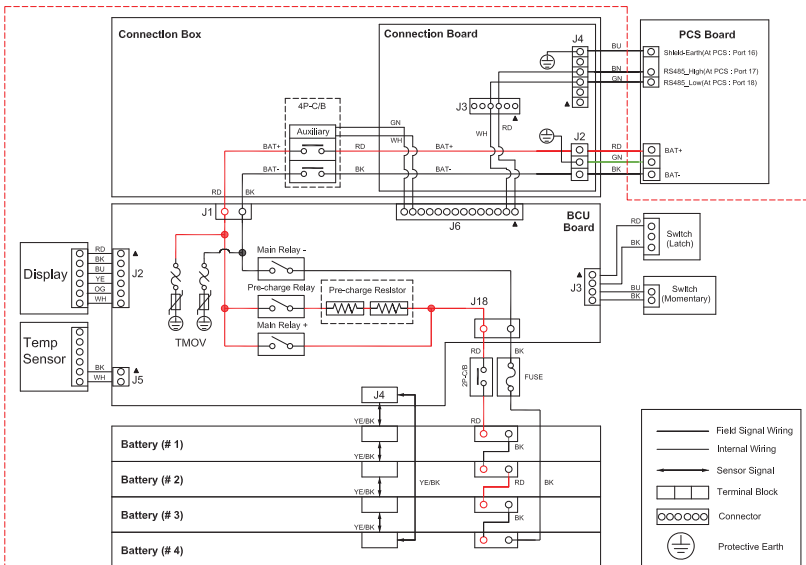 Connection Box
Connection Board
PCS Board
J4
BU
Shield-Earth(At PCS : Port 16)
BN
RS485_High(At PCS : Port 17)
GN
RS485_Low(At PCS : Port 18)
J3
4P-C/B
GN
WH
RD
Auxiliary
WH
J2
BAT+
RD
BAT+
RD
BAT+
GN
BAT-
BK
BAT-
BK
BAT-
RD
BK
J1
J6
BCU
Board
Main Relay -
RD
BK
Switch
(Latch)
Display
RD
BK
BU
YE
OG
WH
J2
Pre-charge Relay
Pre-charge Resistor
J3
BU
BK
Switch
(Momentary)
J18
TMOV
Main Relay +
Temp
Sensor
BK
WH
J5
RD
BK
2P-C/B
FUSE
J4
YE/BK
RD
Battery (# 1)
BK
YE/BK
Battery (# 2)
YE/BK
RD
BK
YE/BK
Battery (# 3)
BK
YE/BK
Battery (# 4)
Field Signal Wiring
Internal Wiring
Sensor Signal
Terminal Block
Connector
Protective Earth